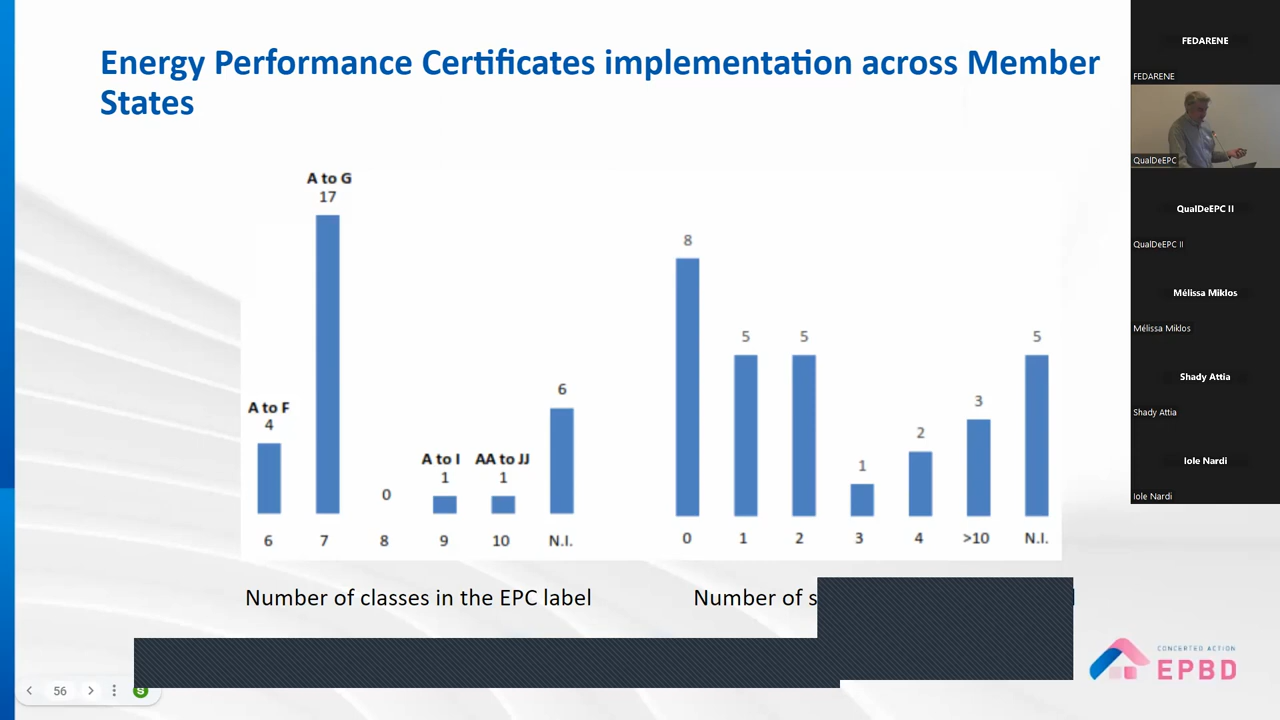 Energy Performance Certificates implementation across Member
States
A to G
17
A to F
4
0
A to I
1
AA to JJ
1
6
6
7
8
9
10
N.I.
8
5
5
1
2
3
5
0
1
2
3
4
>10
N.I.
Number of classes in the EPC label
Number of
56
S
CONCERTED ACTION
EPBD
FEDARENE
FEDARENE
QualDeEPC
QualDeEPC II
QualDeEPC II
Mélissa Miklos
Mélissa Miklos
Shady Attia
Shady Attia
Iole Nardi
Iole Nardi